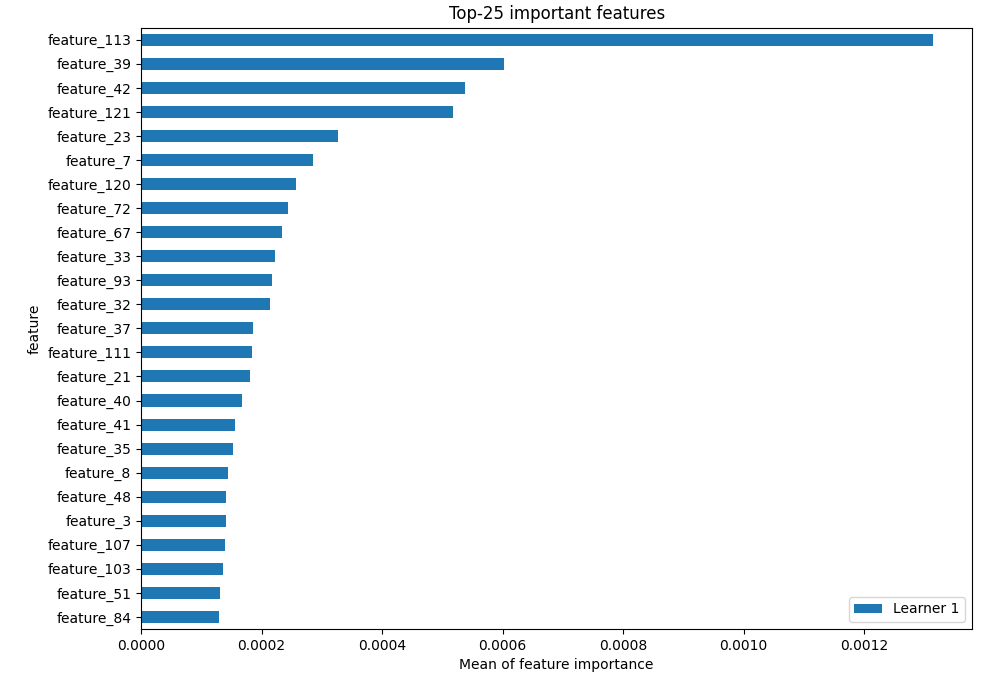 Top-25 important features
feature_113
feature_39
feature_42
feature_121
feature_23
feature_7
feature_120
feature_72
feature_67
feature_33
feature_93
feature_32
feature_37
feature_111
feature_21
feature_40
feature_41
feature_35
feature_8
feature_48
feature_3
feature_107
feature_103
feature_51
feature_84
feature
Learner 1
0.0000 0.0002 0.0004 0.0006 0.0008 0.0010 0.0012
Mean of feature importance